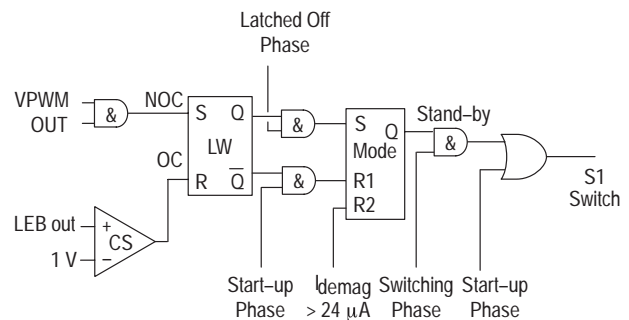 Latched Off
Phase
VPWM
OUT
&
NOC
S
Q
LW
OC
R
Q
&
&
S
Q
Mode
R1
R2
Stand–by
&
S1
Switch
LEB out
+
CS
1 V
–
Start–up
Phase
Idemag
> 24 µA
Switching
Phase
Start–up
Phase